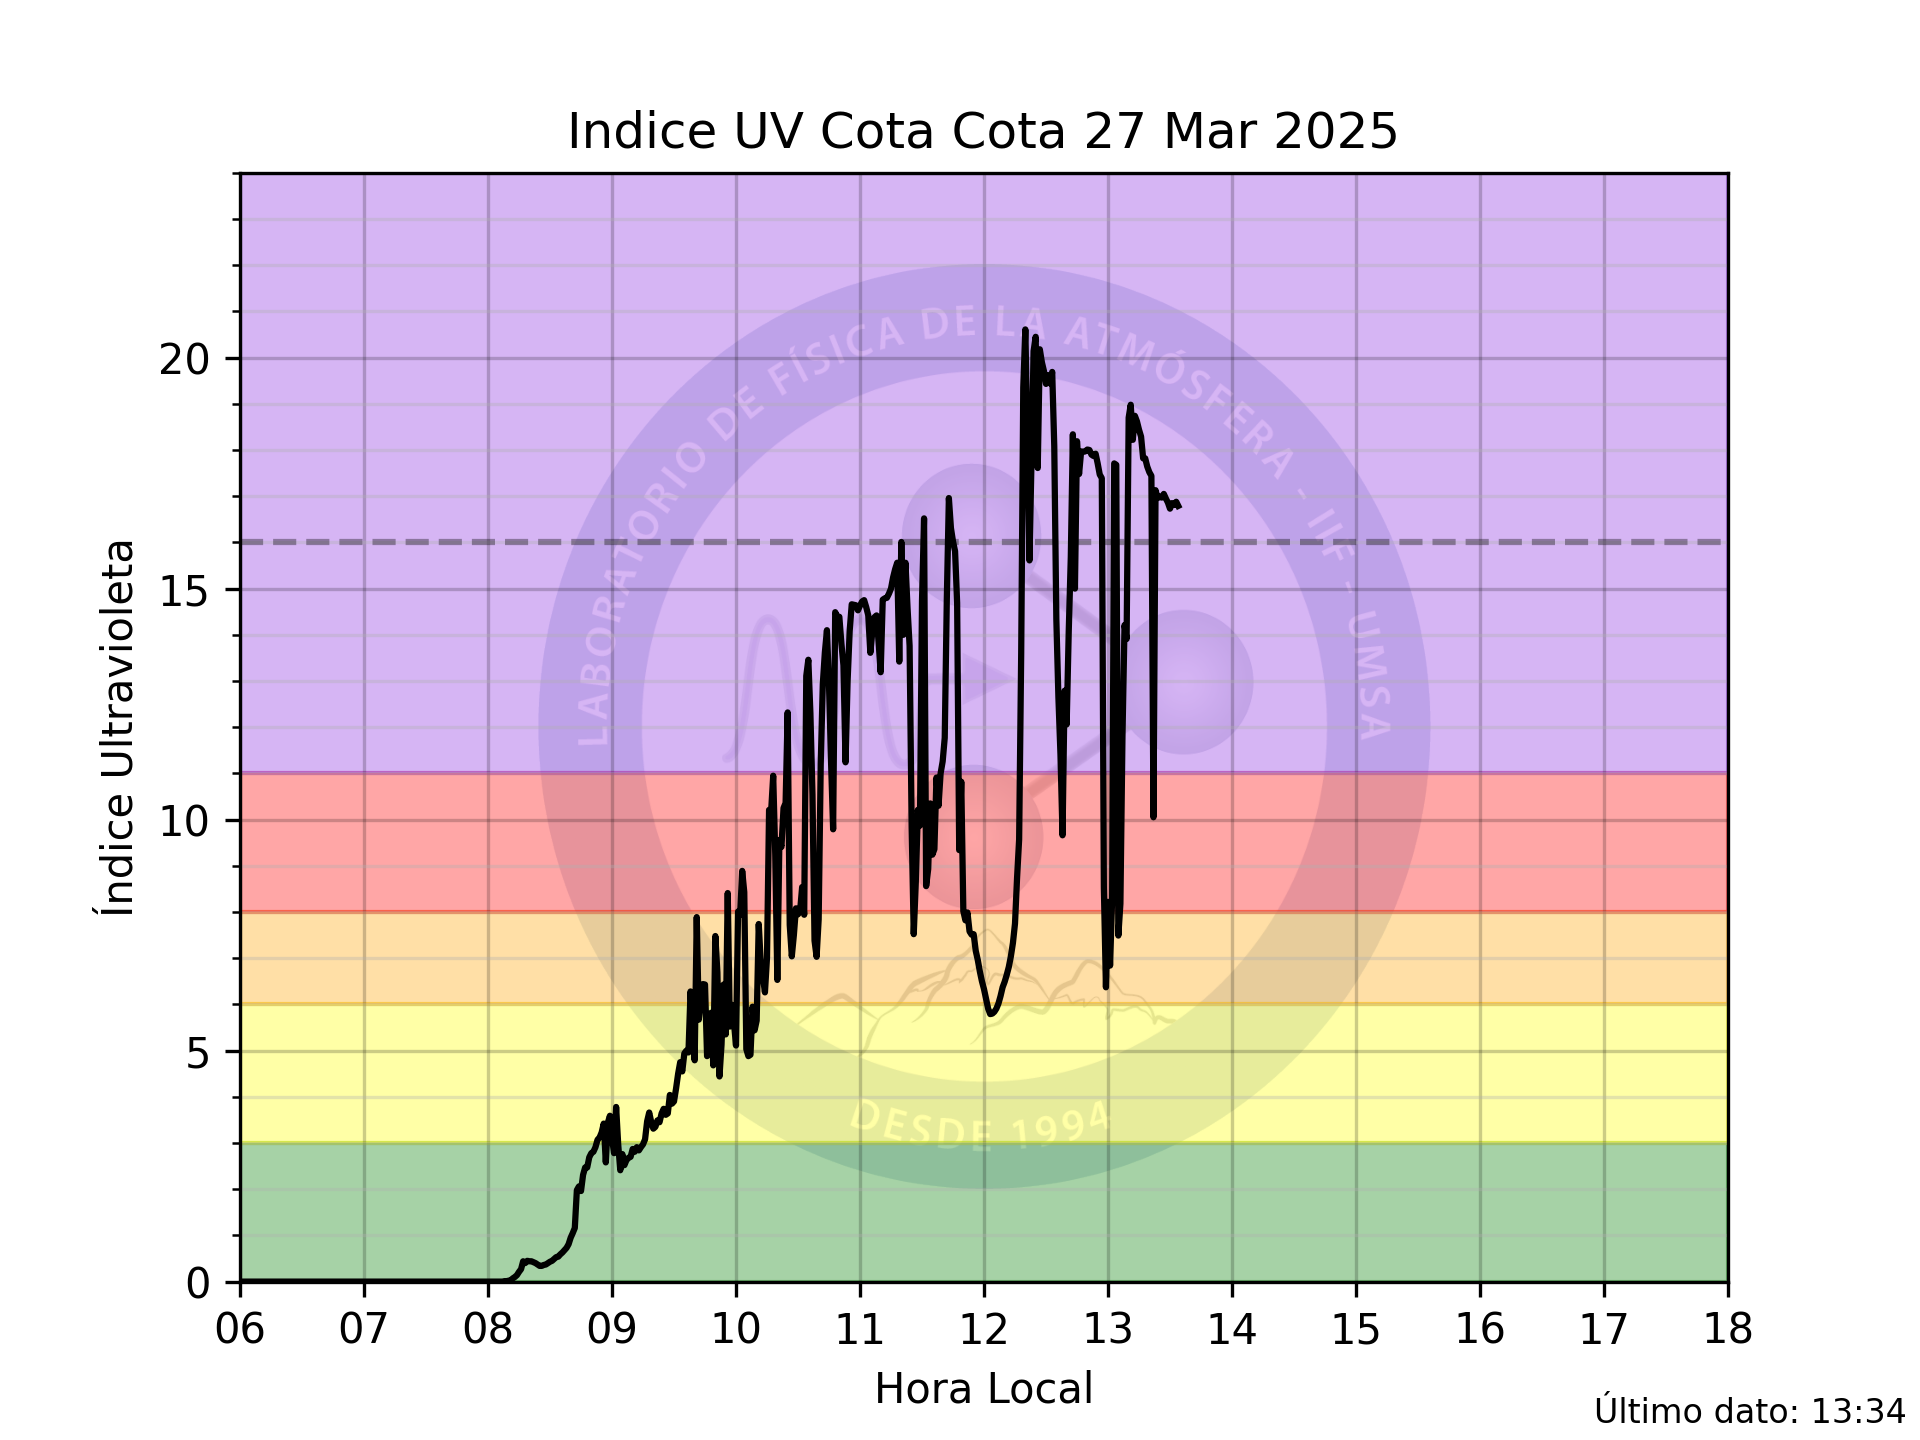 Indice UV Cota Cota 27 Mar 2025
LABORATORIO DE FÍSICA DE LA ATMÓSFERA - IIF - UMSA
DESDE 1994
Índice Ultravioleta
20
15
10
5
0
06 07 08 09 10 11 12 13 14 15 16 17 18
Hora Local
Último dato: 13:34